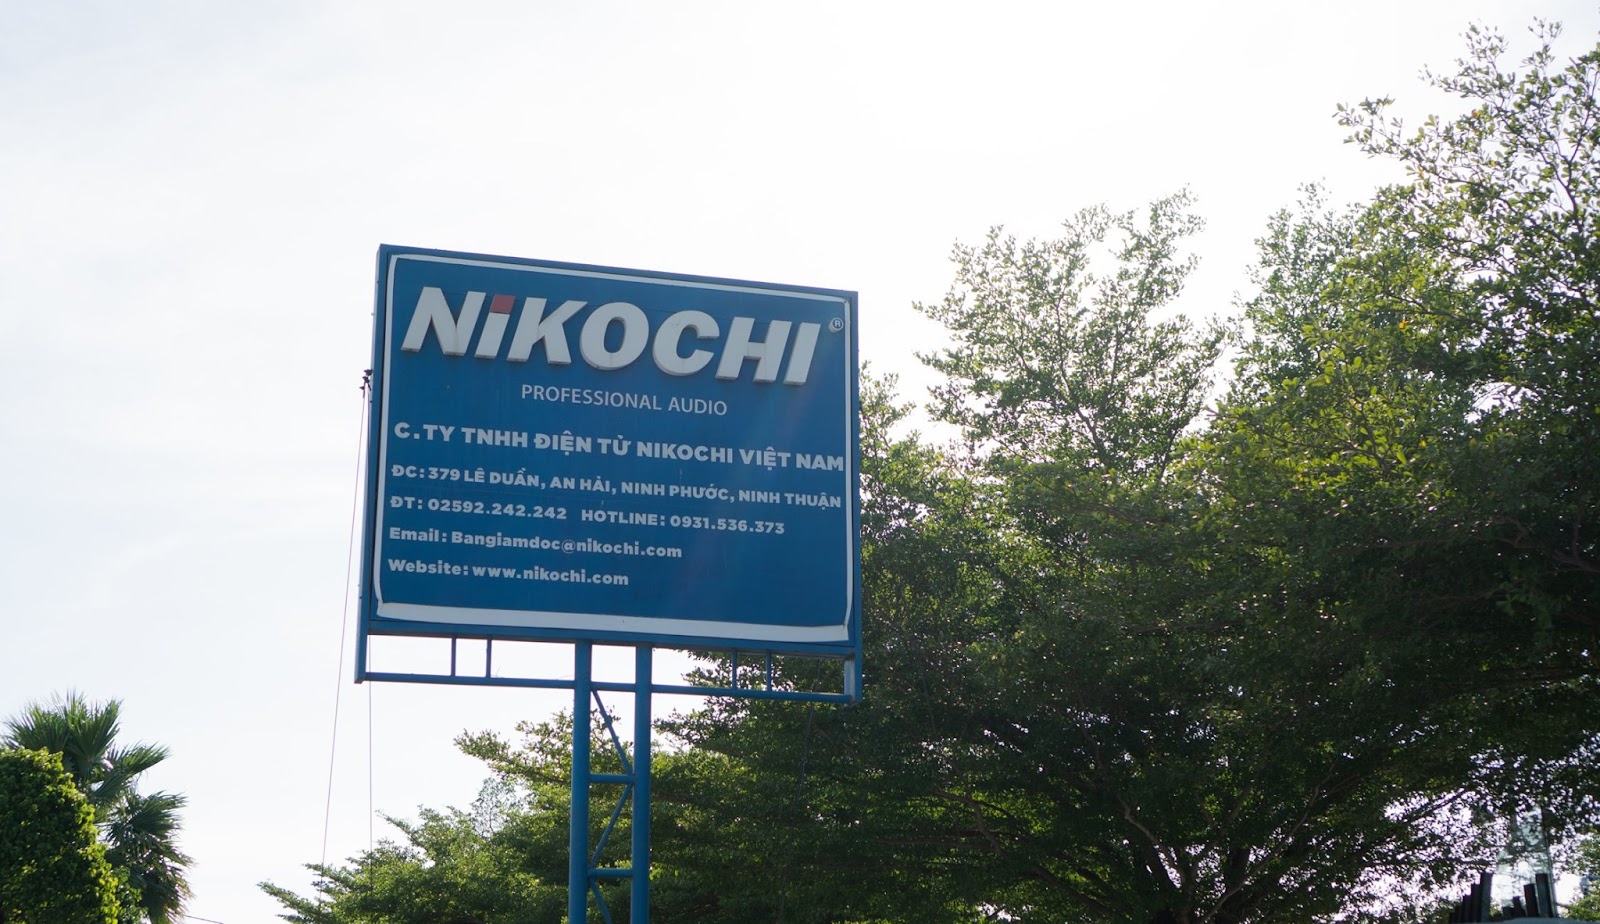 NiKOCHI ®
PROFESSIONAL AUDIO
C.TY TNHH ĐIỆN TỬ NIKOCHI VIỆT NAM
ĐC: 379 LÊ DUẨN, AN HẢI, NINH PHƯỚC, NINH THUẬN
ĐT: 02592.242.242 HOTLINE: 0931.536.373
Email: Bangiamdoc@nikochi.com
Website: www.nikochi.com